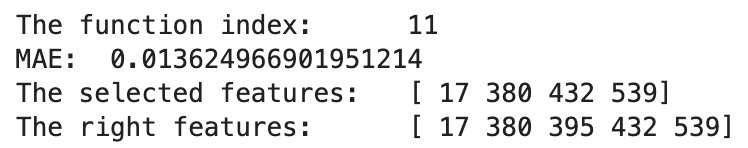 The function index: 11
MAE: 0.013624966901951214
The selected features: [ 17 380 432 539]
The right features: [ 17 380 395 432 539]